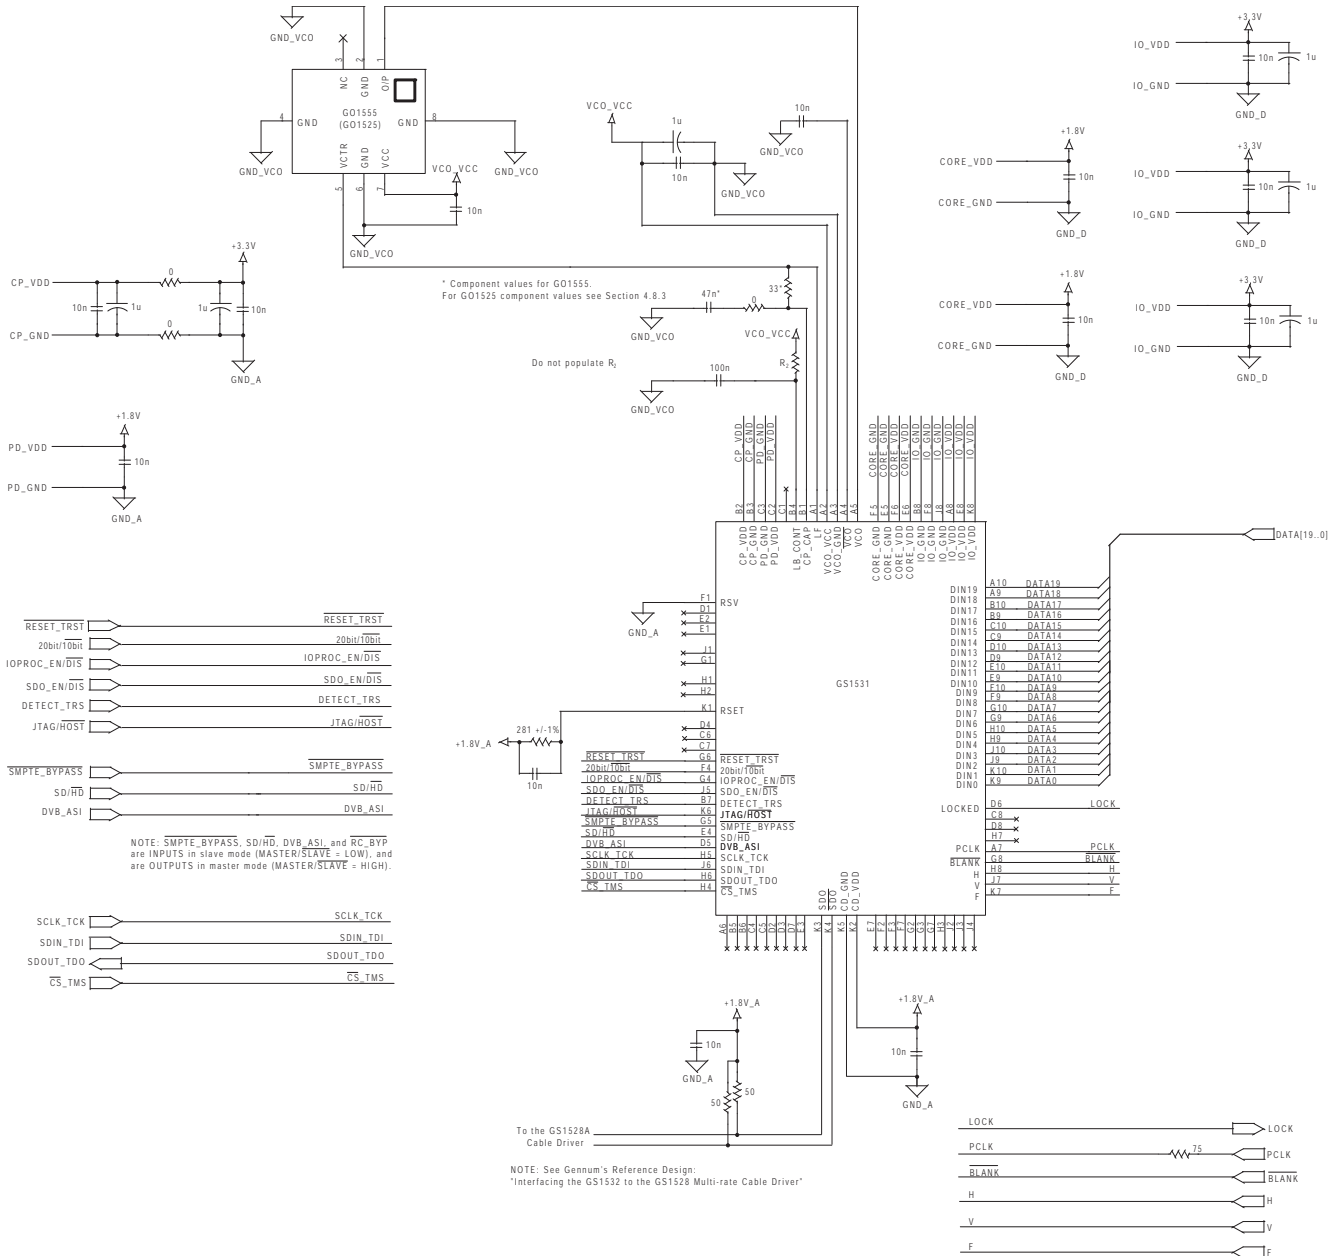 GND_VCO
3
2
1
NC
GND
O/P
4
GND
GO1555
(GO1525)
GND
8
VCTR
GND
VCC
5
6
7
GND_VCO
GND_VCO
VCO_VCC
10n
GND_VCO
VCO_VCC
1u
10n
GND_VCO
10n
GND_VCO
+3.3V
IO_VDD
10n
1u
IO_GND
GND_D
+1.8V
CORE_VDD
10n
CORE_GND
GND_D
+3.3V
IO_VDD
10n
1u
IO_GND
GND_D
+1.8V
CORE_VDD
10n
CORE_GND
GND_D
+3.3V
IO_VDD
10n
1u
IO_GND
GND_D
+3.3V
CP_VDD
0
10n
1u
1u
10n
CP_GND
0
GND_A
* Component values for GO1555.
For GO1525 component values see Section 4.8.3
47n*
0
33*
GND_VCO
VCO_VCC
Do not populate R2
R2
100n
GND_VCO
+1.8V
PD_VDD
10n
PD_GND
GND_A
CP_VDD
CP_GND
PD_GND
PD_VDD
CORE_GND
CORE_GND
CORE_VDD
CORE_VDD
IO_GND
IO_GND
IO_GND
IO_VDD
IO_VDD
IO_VDD
B2
B3
C3
C2
C1
B4
B1
A1
A2
A3
A4
A5
F5
E5
F6
E6
B8
F8
J8
A8
E8
K8
CP_VDD
CP_GND
PD_GND
PD_VDD
LB_CONT
CP_CAP
LF
VCO_VCC
VCO_GND
VCO
VCO
CORE_GND
CORE_GND
CORE_VDD
CORE_VDD
IO_GND
IO_GND
IO_GND
IO_VDD
IO_VDD
IO_VDD
DATA[19..0]
GS1531
DIN19 A10 DATA19
DIN18 A9 DATA18
DIN17 B10 DATA17
DIN16 B9 DATA16
DIN15 C10 DATA15
DIN14 C9 DATA14
DIN13 D10 DATA13
DIN12 D9 DATA12
DIN11 E10 DATA11
DIN10 E9 DATA10
DIN9 F10 DATA9
DIN8 F9 DATA8
DIN7 G10 DATA7
DIN6 G9 DATA6
DIN5 H10 DATA5
DIN4 H9 DATA4
DIN3 J10 DATA3
DIN2 J9 DATA2
DIN1 K10 DATA1
DIN0 K9 DATA0
LOCKED D6 LOCK
C8
D8
H7
PCLK A7 PCLK
BLANK G8 BLANK
H H8 H
V J7 V
F K7 F
F1 RSV
GND_A
D1
E2
E1
J1
G1
H1
H2
K1 RSET
D4
C6
C7
+1.8V_A
281 +/-1%
10n
RESET_TRST G6 RESET_TRST
20bit/10bit F4 20bit/10bit
IOPROC_EN/DIS G4 IOPROC_EN/DIS
SDO_EN/DIS J5 SDO_EN/DIS
DETECT_TRS B7 DETECT_TRS
JTAG/HOST K6 JTAG/HOST
SMPTE_BYPASS G5 SMPTE_BYPASS
SD/HD E4 SD/HD
DVB_ASI D5 DVB_ASI
SCLK_TCK H5 SCLK_TCK
SDIN_TDI J6 SDIN_TDI
SDOUT_TDO H6 SDOUT_TDO
CS_TMS H4 CS_TMS
SDO
SDO
CD_GND
CD_VDD
A6
B5
B6
C4
C5
D2
D3
D7
E3
K3
K4
K5
K2
E7
F2
F3
F7
G2
G3
G7
H3
J2
J3
J4
RESET_TRST RESET_TRST
20bit/10bit 20bit/10bit
IOPROC_EN/DIS IOPROC_EN/DIS
SDO_EN/DIS SDO_EN/DIS
DETECT_TRS DETECT_TRS
JTAG/HOST JTAG/HOST
SMPTE_BYPASS SMPTE_BYPASS
SD/HD SD/HD
DVB_ASI DVB_ASI
NOTE: SMPTE_BYPASS, SD/HD, DVB_ASI, and RC_BYP
are INPUTS in slave mode (MASTER/SLAVE = LOW), and
are OUTPUTS in master mode (MASTER/SLAVE = HIGH).
SCLK_TCK SCLK_TCK
SDIN_TDI SDIN_TDI
SDOUT_TDO SDOUT_TDO
CS_TMS CS_TMS
+1.8V_A
10n
GND_A
50
50
+1.8V_A
10n
GND_A
To the GS1528A
Cable Driver
NOTE: See Gennum's Reference Design:
"Interfacing the GS1532 to the GS1528 Multi-rate Cable Driver"
LOCK LOCK
PCLK 75 PCLK
BLANK BLANK
H H
V V
F F